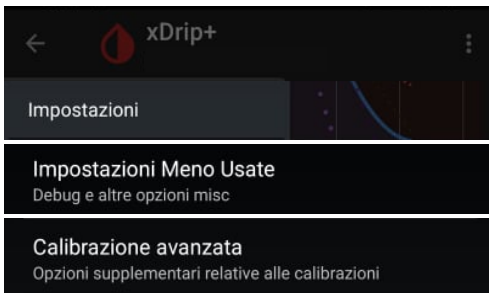 xDrip+
Impostazioni
Impostazioni Meno Usate
Debug e altre opzioni misc
Calibrazione avanzata
Opzioni supplementari relative alle calibrazioni